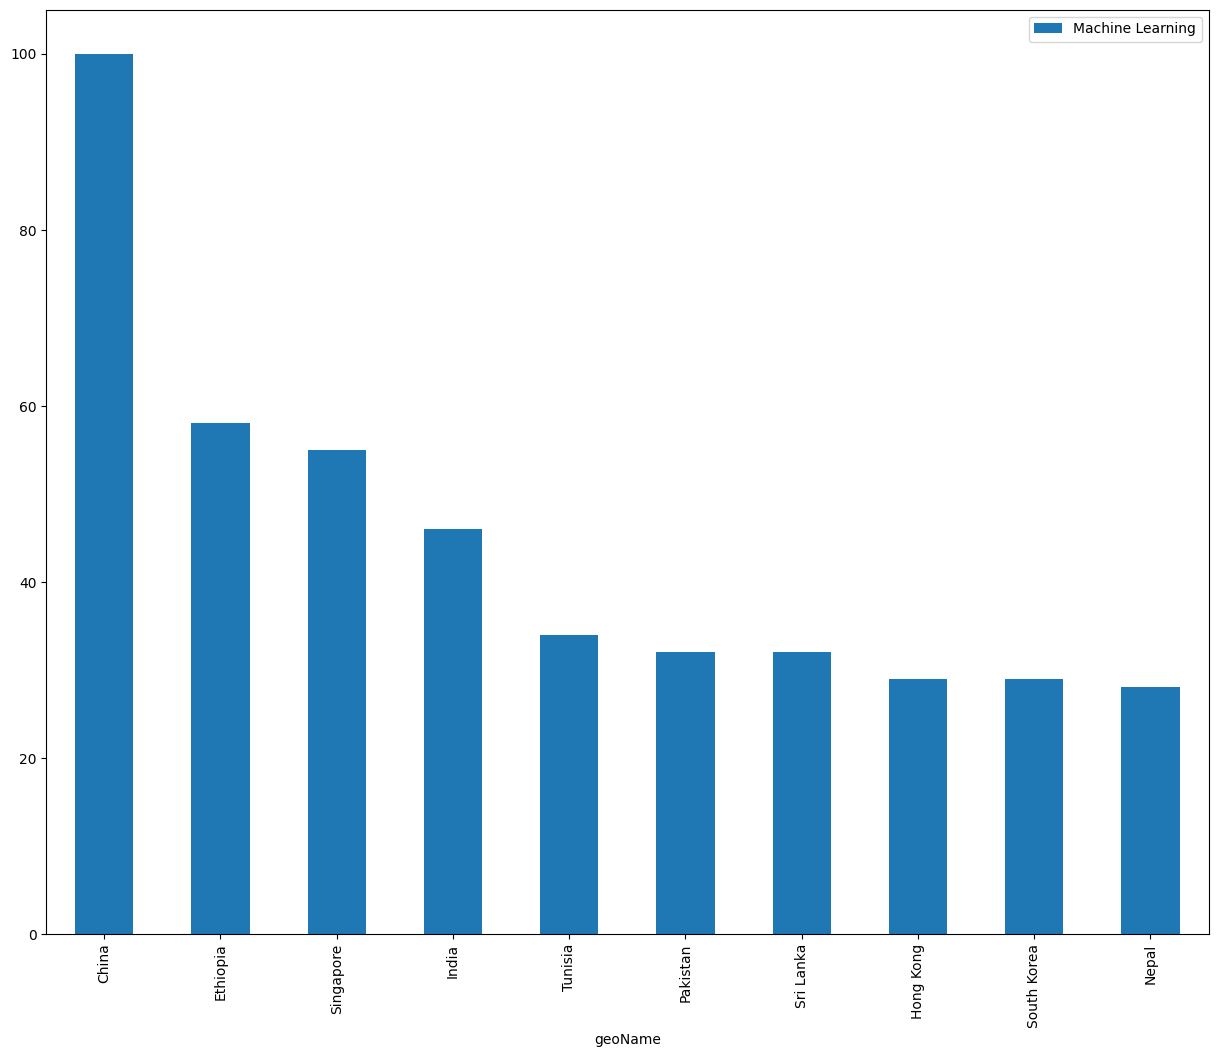 Machine Learning
100
80
60
40
20
0
China
Ethiopia
Singapore
India
Tunisia
Pakistan
Sri Lanka
Hong Kong
South Korea
Nepal
geoName